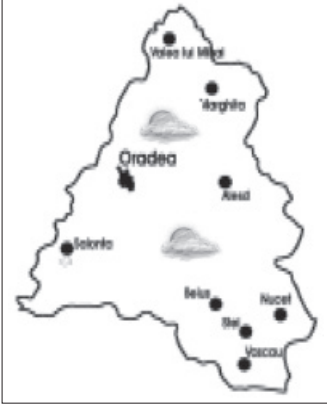 Valea lui Mihai
Marghita
Oradea
Alesd
Salonta
Beius
Nucet
Stei
Vascau